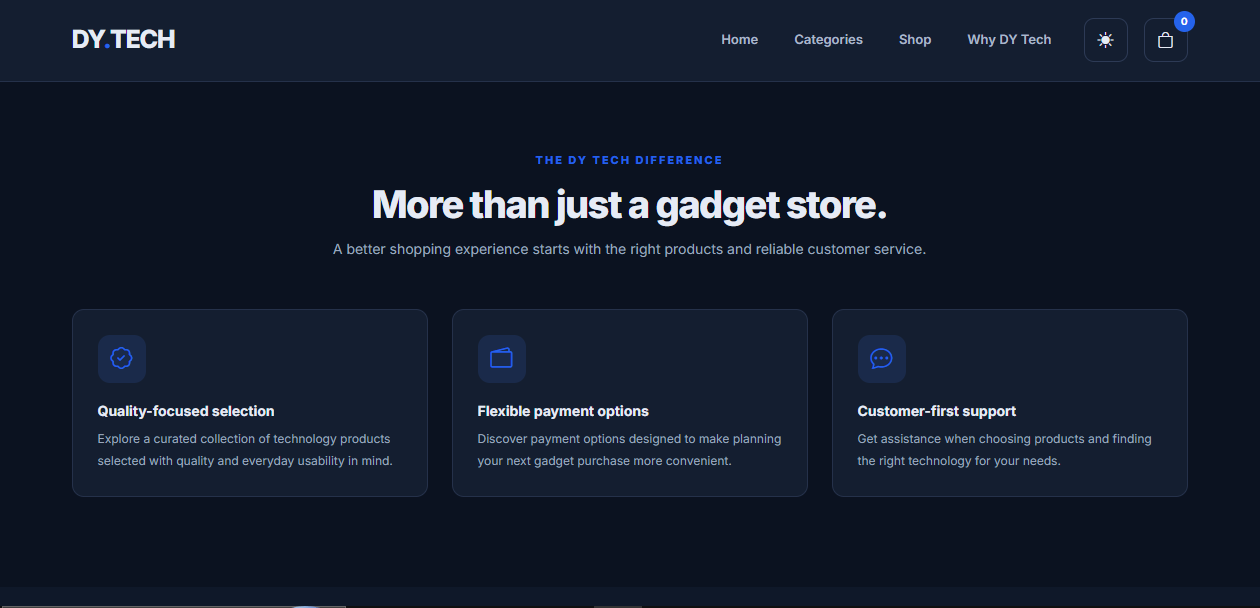 DY.TECH
Home
Categories
Shop
Why DY Tech
0
THE DY TECH DIFFERENCE
More than just a gadget store.
A better shopping experience starts with the right products and reliable customer service.
Quality-focused selection
Explore a curated collection of technology products
selected with quality and everyday usability in mind.
Flexible payment options
Discover payment options designed to make planning
your next gadget purchase more convenient.
Customer-first support
Get assistance when choosing products and finding
the right technology for your needs.